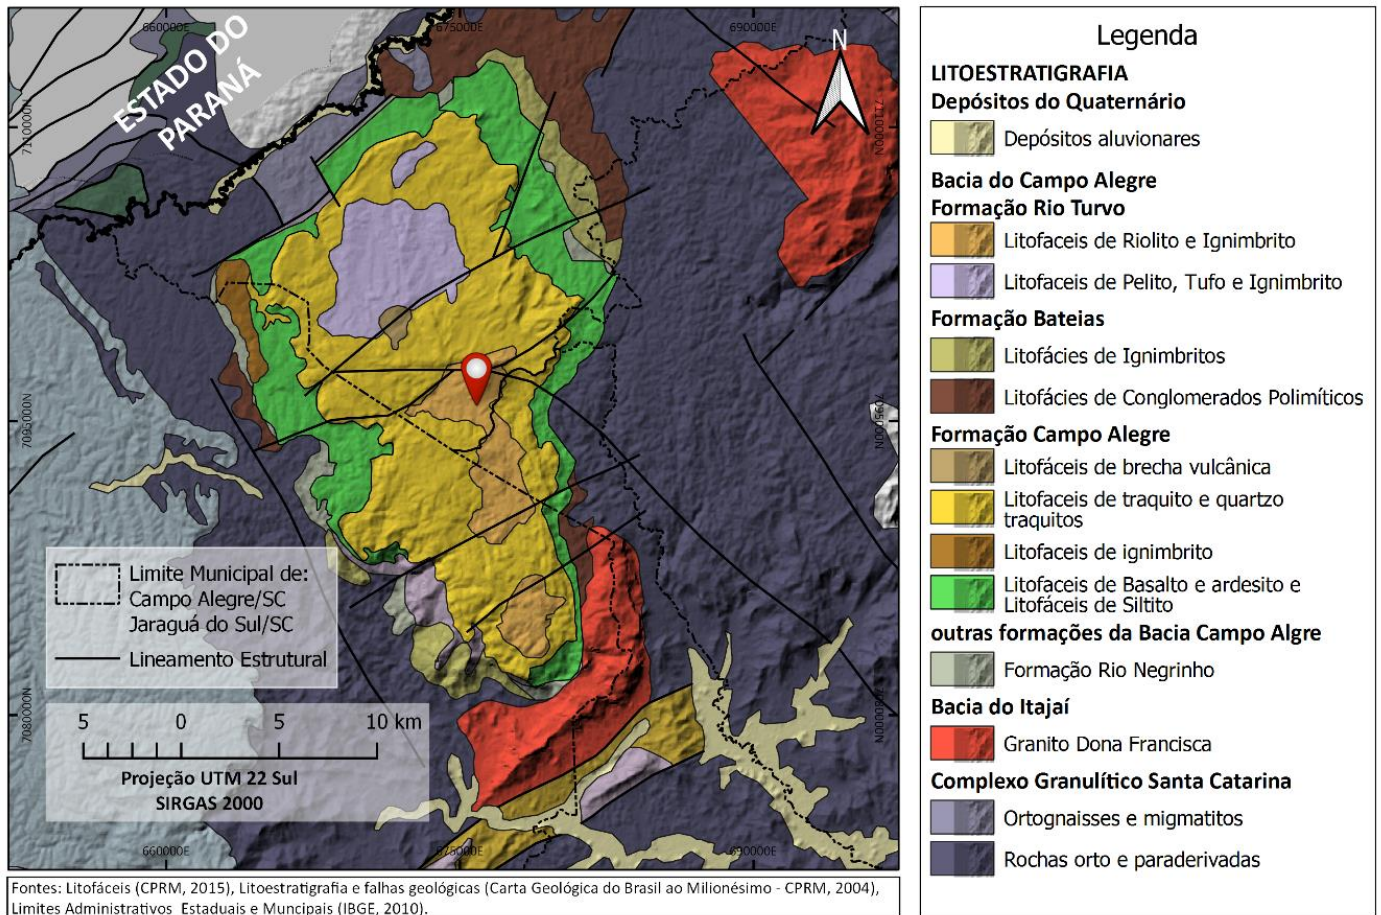 660000E
675000E
690000E
ESTADO DO
PARANÁ
N
7110000N
7110000N
7095000N
7095000N
7080000N
7080000N
Limite Municipal de:
Campo Alegre/SC
Jaraguá do Sul/SC
Lineamento Estrutural
5 0 5 10 km
Projeção UTM 22 Sul
SIRGAS 2000
660000E
675000E
690000E
Fontes: Litofáceis (CPRM, 2015), Litoestratigrafia e falhas geológicas (Carta Geológica do Brasil ao Milionésimo - CPRM, 2004),
Limites Administrativos Estaduais e Muncipais (IBGE, 2010).
Legenda
LITOESTRATIGRAFIA
Depósitos do Quaternário
Depósitos aluvionares
Bacia do Campo Alegre
Formação Rio Turvo
Litofaceis de Riolito e Ignimbrito
Litofaceis de Pelito, Tufo e Ignimbrito
Formação Bateias
Litofácies de Ignimbritos
Litofácies de Conglomerados Polimíticos
Formação Campo Alegre
Litofáceis de brecha vulcânica
Litofaceis de traquito e quartzo
traquitos
Litofaceis de ignimbrito
Litofaceis de Basalto e ardesito e
Litofáceis de Siltito
outras formações da Bacia Campo Algre
Formação Rio Negrinho
Bacia do Itajaí
Granito Dona Francisca
Complexo Granulítico Santa Catarina
Ortognaisses e migmatitos
Rochas orto e paraderivadas